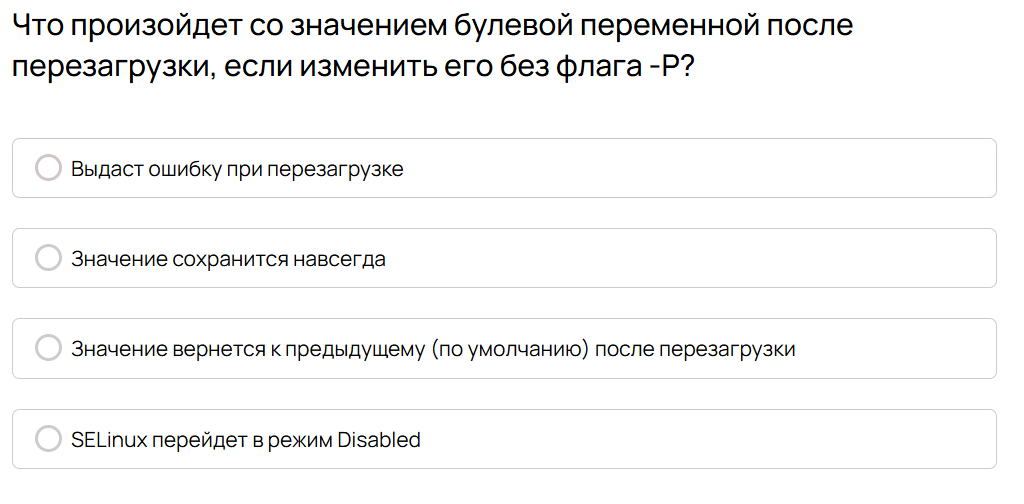 Что произойдет со значением булевой переменной после
перезагрузки, если изменить его без флага -P?
Выдаст ошибку при перезагрузке
Значение сохранится навсегда
Значение вернется к предыдущему (по умолчанию) после перезагрузки
SELinux перейдет в режим Disabled